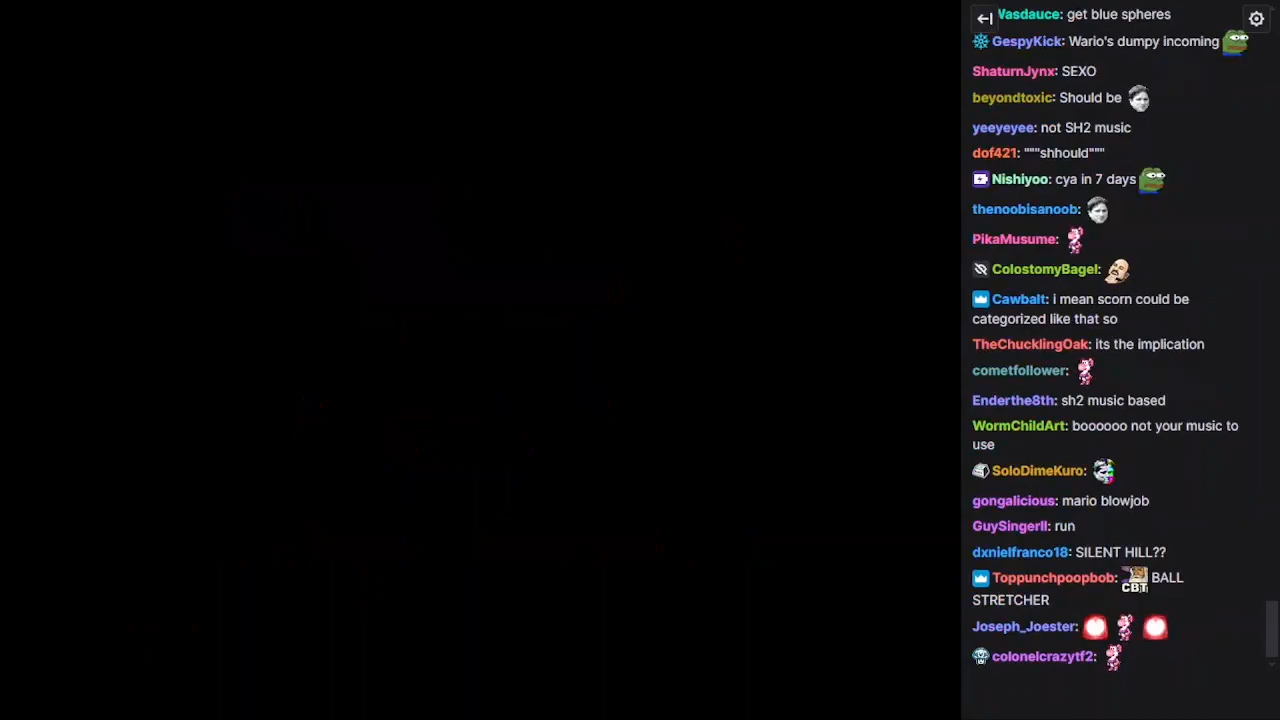 Wasdauce: get blue spheres
GespyKick: Wario's dumpy incoming
ShaturnJynx: SEXO
beyondtoxic: Should be
yeeyeyee: not SH2 music
dof421: """shhould"""
Nishiyoo: cya in 7 days
thenoobisanoob:
PikaMusume:
ColostomyBagel:
Cawbalt: i mean scorn could be
categorized like that so
TheChucklingOak: its the implication
cometfollower:
Enderthe8th: sh2 music based
WormChildArt: boooooo not your music to
use
SoloDimeKuro:
gongalicious: mario blowjob
GuySingerII: run
dxnielfranco18: SILENT HILL??
Toppunchpoopbob: CBT BALL
STRETCHER
Joseph_Joester:
colonelcrazytf2: